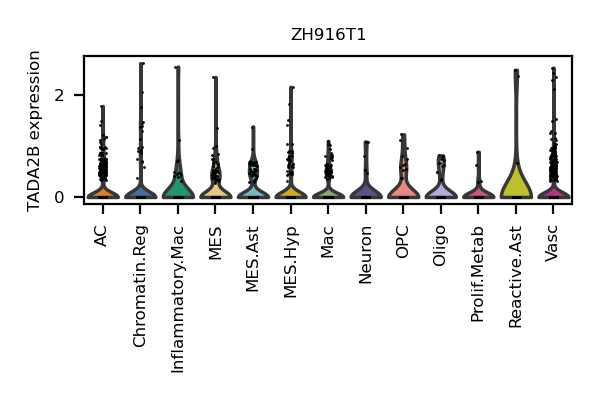 ZH916T1
TADA2B expression
2
0
AC
Chromatin.Reg
Inflammatory.Mac
MES
MES.Ast
MES.Hyp
Mac
Neuron
OPC
Oligo
Prolif.Metab
Reactive.Ast
Vasc